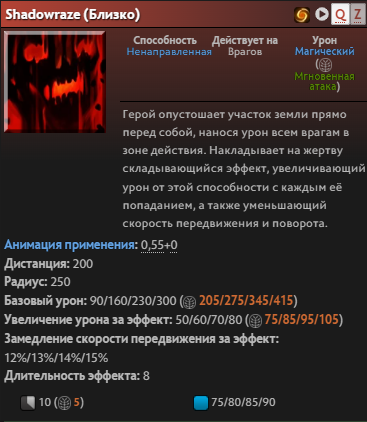 Shadowraze (Близко)
Q Z
Способность
Ненаправленная
Действует на
Врагов
Урон
Магический
(
Мгновенная
атака)
Герой опустошает участок земли прямо
перед собой, нанося урон всем врагам в
зоне действия. Накладывает на жертву
складывающийся эффект, увеличивающий
урон от этой способности с каждым её
попаданием, а также уменьшающий
скорость передвижения и поворота.
Анимация применения: 0,55+0
Дистанция: 200
Радиус: 250
Базовый урон: 90/160/230/300 ( 205/275/345/415)
Увеличение урона за эффект: 50/60/70/80 ( 75/85/95/105)
Замедление скорости передвижения за эффект:
12%/13%/14%/15%
Длительность эффекта: 8
10 ( 5) 75/80/85/90